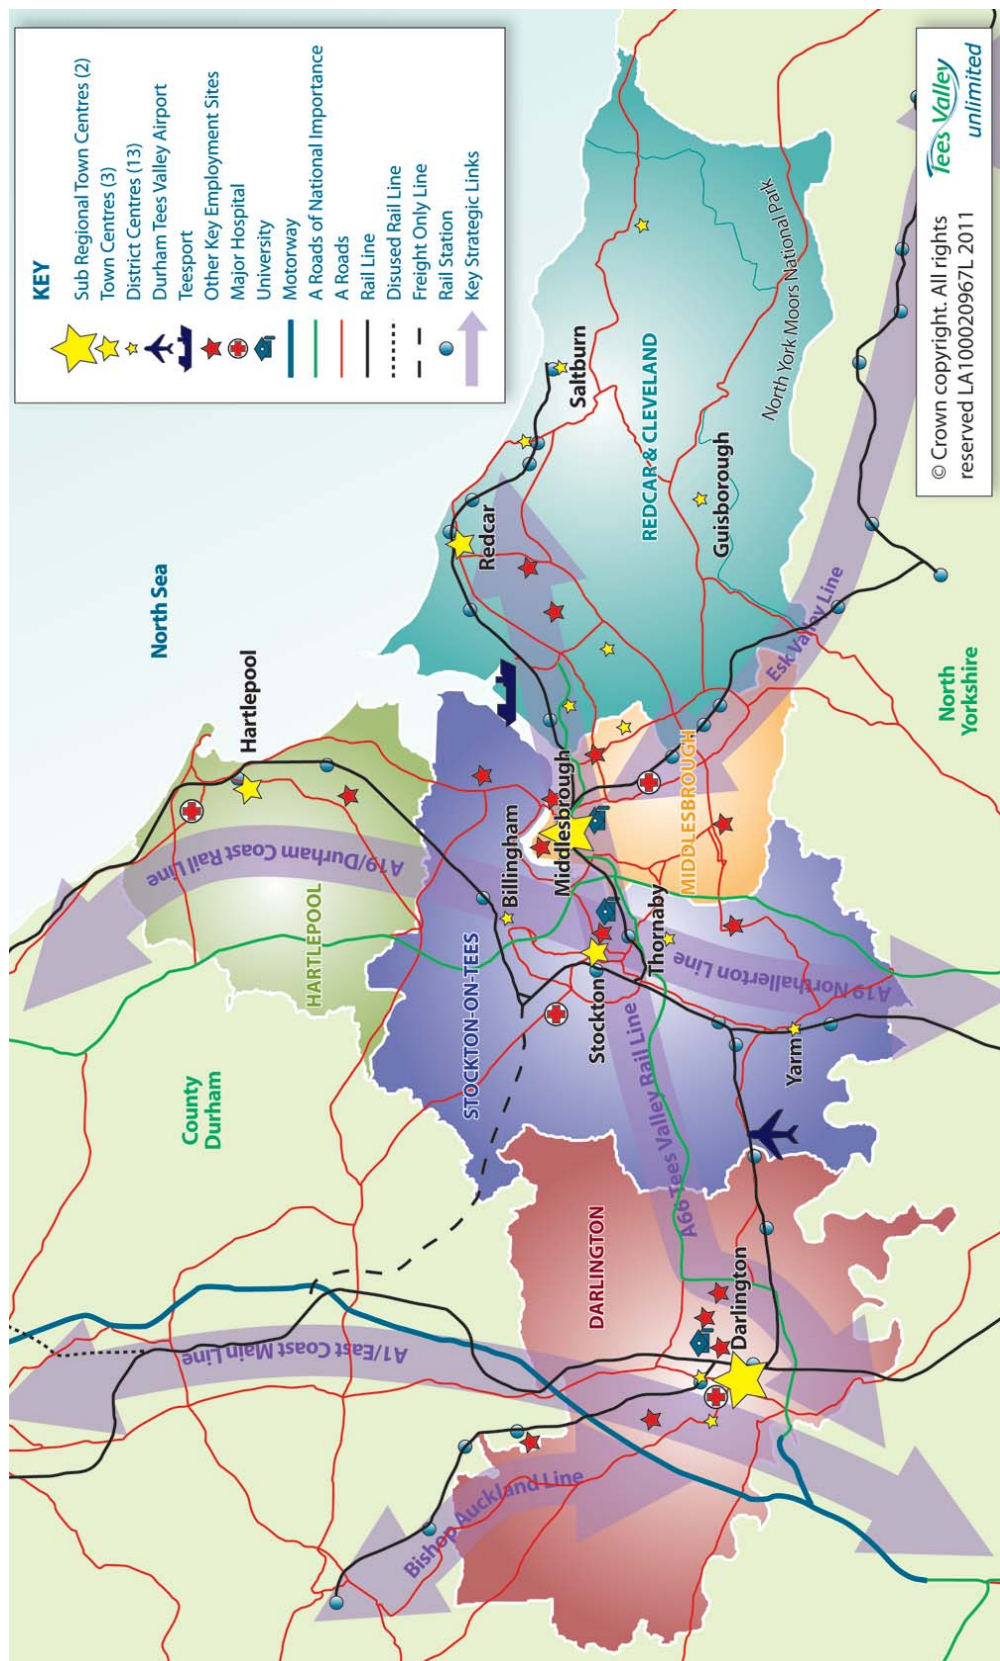 KEY
Sub Regional Town Centres (2)
Town Centres (3)
District Centres (13)
Durham Tees Valley Airport
Teesport
Other Key Employment Sites
Major Hospital
University
Motorway
A Roads of National Importance
A Roads
Rail Line
Disused Rail Line
Freight Only Line
Rail Station
Key Strategic Links
North Sea
Hartlepool
A19/Durham Coast Rail Line
HARTLEPOOL
County
Durham
A1/East Coast Main Line
Bishop Auckland Line
STOCKTON-ON-TEES
Billingham
Middlesbrough
Stockton
Thornaby
A19 Northallerton Line
A66 Tees Valley Rail Line
Yarm
DARLINGTON
Darlington
MIDDLESBROUGH
Redcar
Saltburn
REDCAR & CLEVELAND
Guisborough
North York Moors National Park
Esk Valley Line
North
Yorkshire
© Crown copyright. All rights
reserved LA100020967L 2011
Tees Valley
unlimited